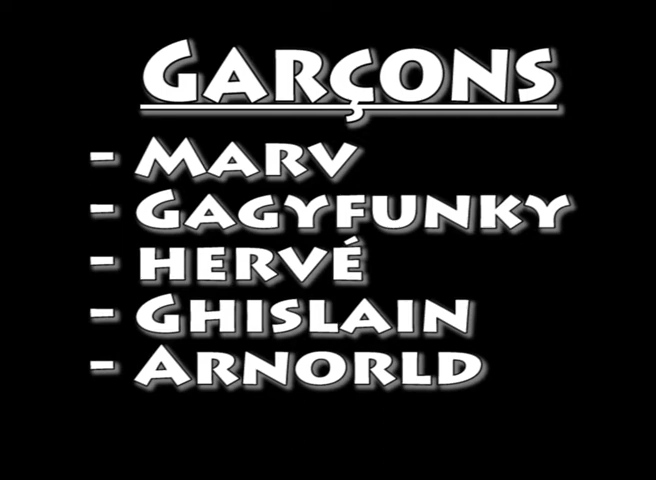 Garçons
- Marv
- Gagyfunky
- hervé
- Ghislain
- Arnorld